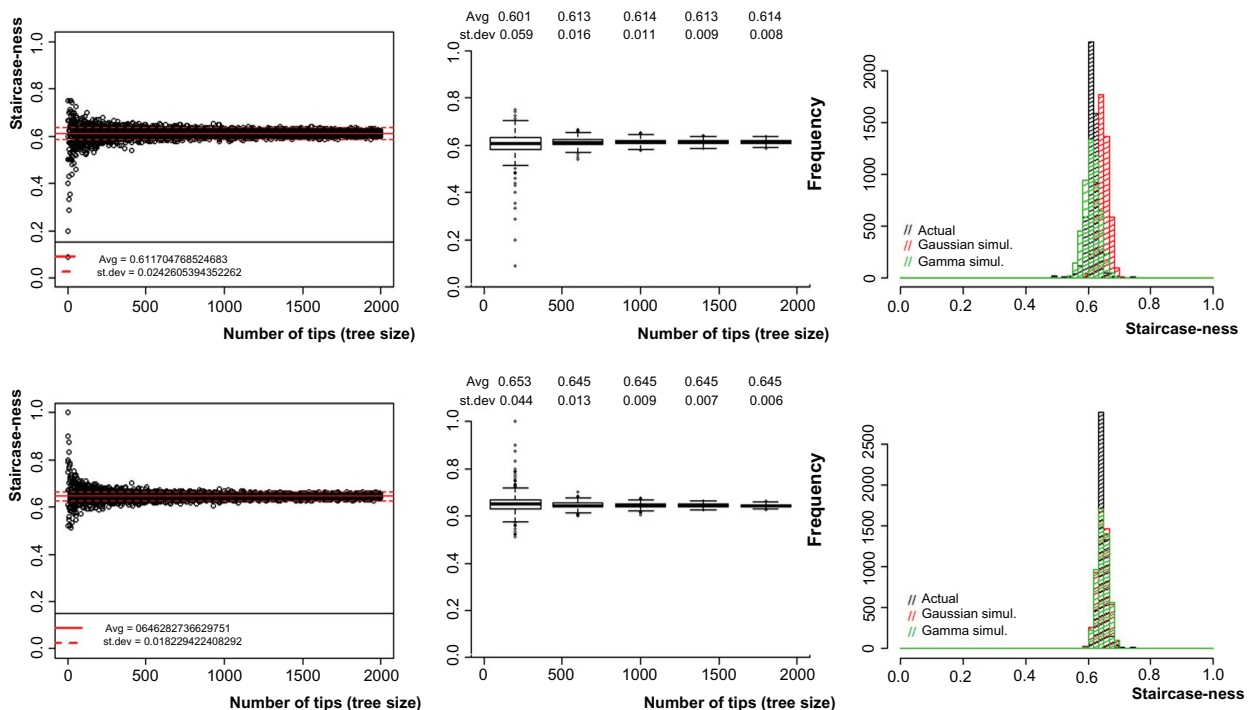 Staircase-ness
1.0
0.8
0.6
0.4
0.2
0.0
Avg = 0.611704768524683
st.dev = 0.0242605394352262
0 500 1000 1500 2000
Number of tips (tree size)
Avg 0.601 0.613 0.614 0.613 0.614
st.dev 0.059 0.016 0.011 0.009 0.008
1.0
0.8
0.6
0.4
0.2
0.0
0 500 1000 1500 2000
Number of tips (tree size)
Frequency
2000
1500
1000
500
0
Actual
Gaussian simul.
Gamma simul.
0.0 0.2 0.4 0.6 0.8 1.0
Staircase-ness
Staircase-ness
1.0
0.8
0.6
0.4
0.2
0.0
Avg = 0646282736629751
st.dev = 0.018229422408292
0 500 1000 1500 2000
Number of tips (tree size)
Avg 0.653 0.645 0.645 0.645 0.645
st.dev 0.044 0.013 0.009 0.007 0.006
1.0
0.8
0.6
0.4
0.2
0.0
0 500 1000 1500 2000
Number of tips (tree size)
Frequency
2500
2000
1500
1000
500
0
Actual
Gaussian simul.
Gamma simul.
0.0 0.2 0.4 0.6 0.8 1.0
Staircase-ness